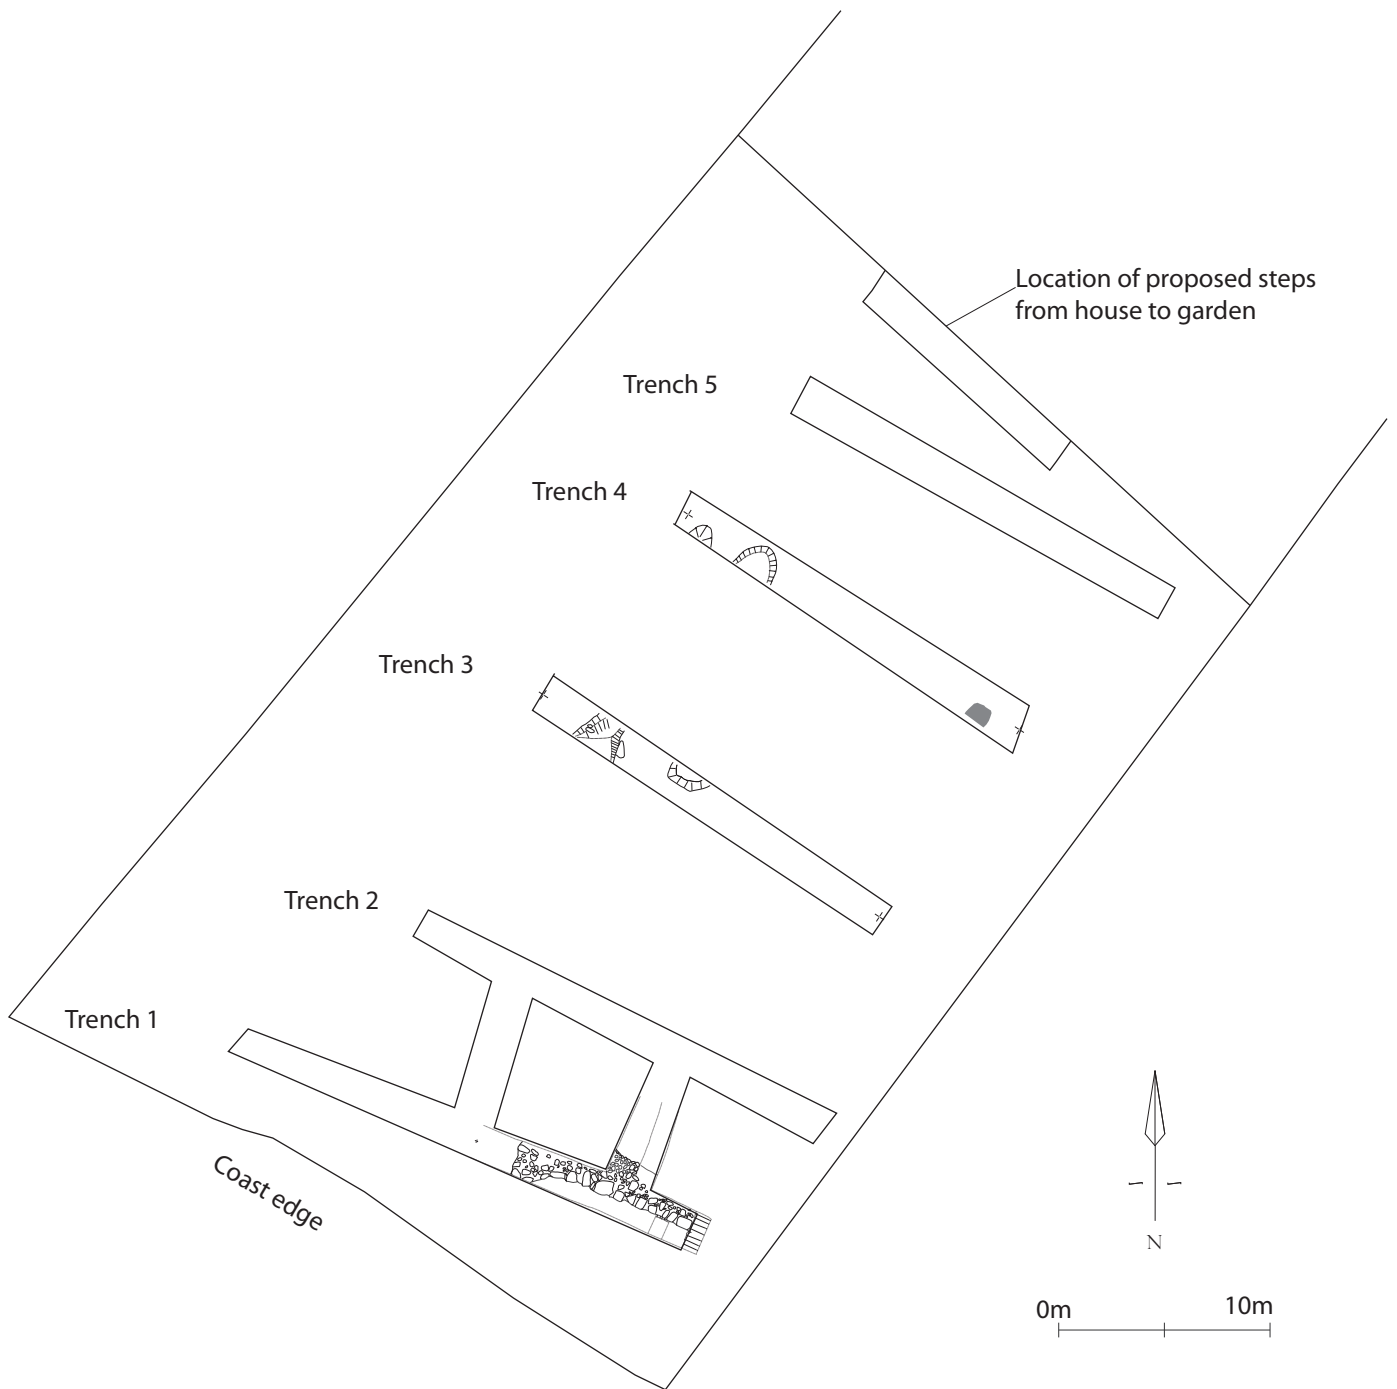 Location of proposed steps
from house to garden
Trench 5
Trench 4
Trench 3
Trench 2
Trench 1
Coast edge
N
0m
10m